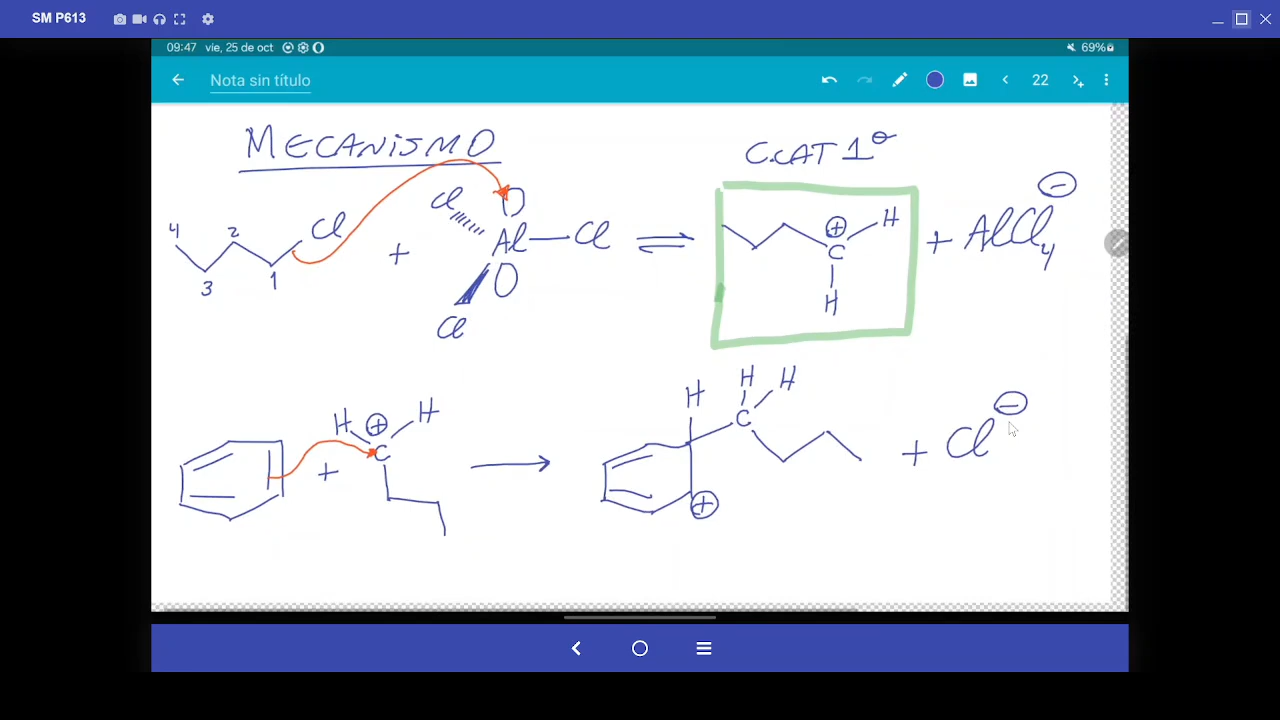 SM P613
09:47 vie, 25 de oct 69%
Nota sin título 22
MECANISMO
C.CAT 1º
4 2 Cl
3 1
+
Cl
Al Cl
Cl
⇌
⊕ H
C
H
+ AlCl4 ⊖
+
H ⊕ H
C
→
H H H
C
⊕
+ Cl ⊖